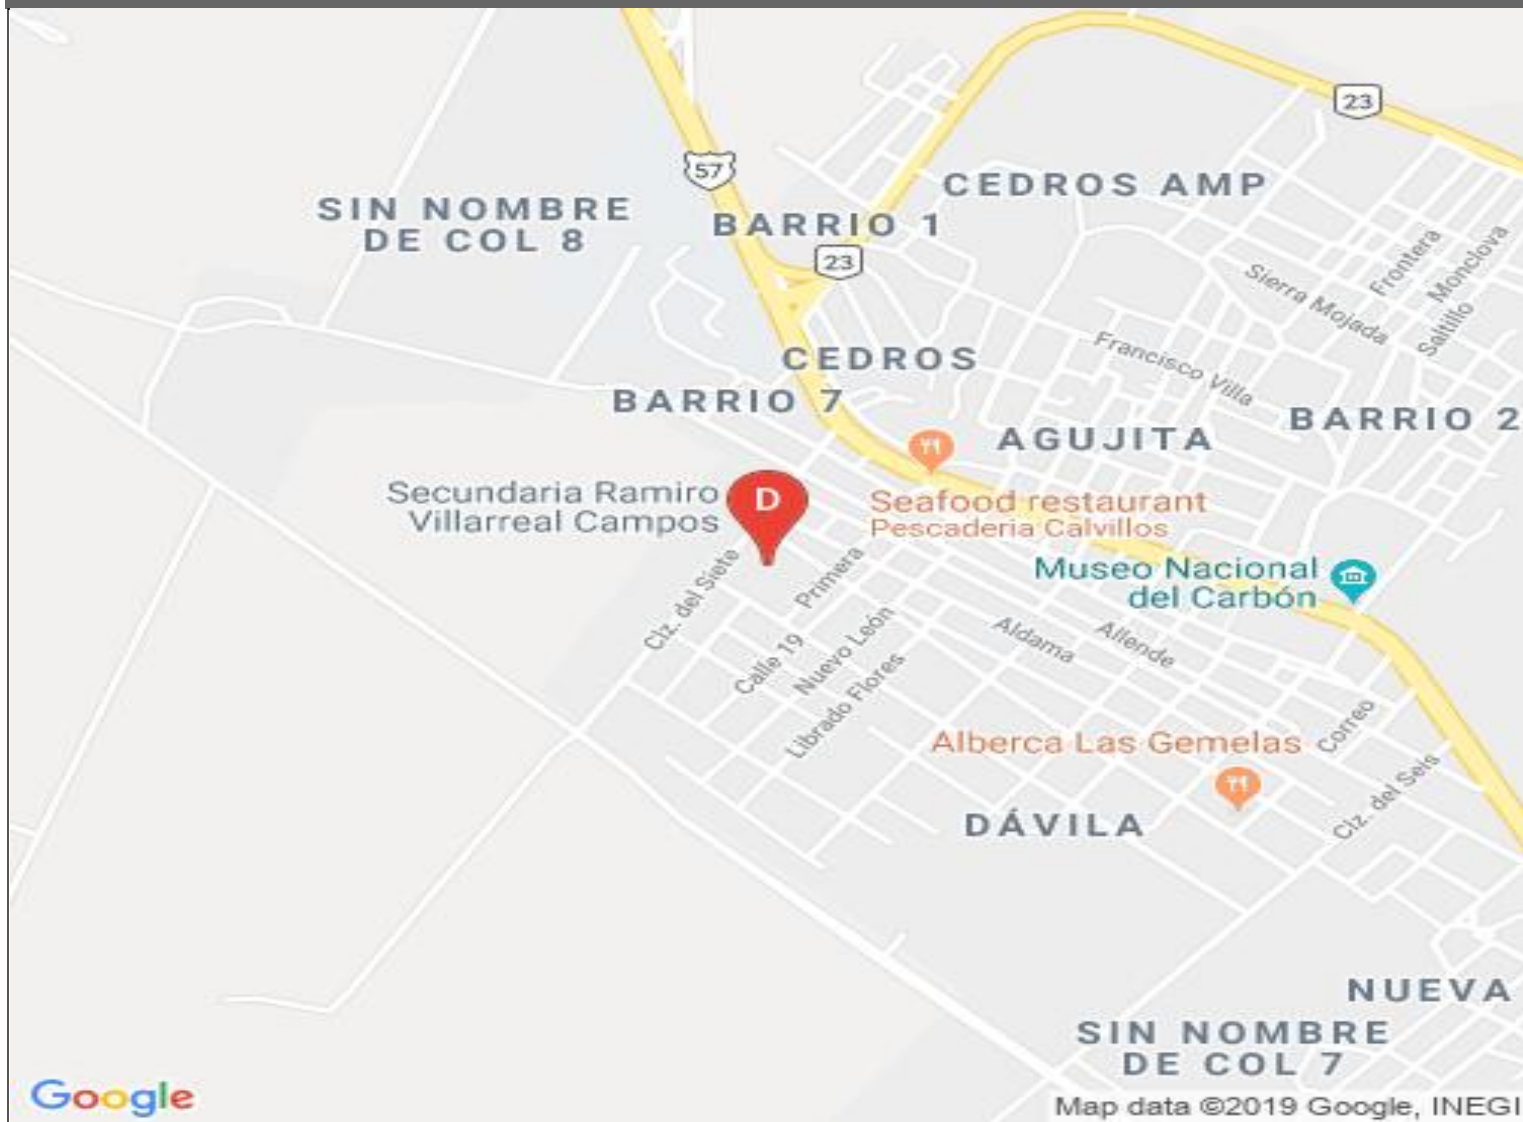 23
57
CEDROS AMP
SIN NOMBRE
DE COL 8
BARRIO 1
23
Frontera
Monclova
Sierra Mojada
Saltillo
CEDROS
Francisco Villa
BARRIO 7
BARRIO 2
AGUJITA
Secundaria Ramiro
Villarreal Campos
D
Seafood restaurant
Pescaderia Calvillos
Museo Nacional
del Carbón
Clz. del Siete
Primera
Calle 19
Nuevo León
Librado Flores
Aldama
Allende
Correo
Alberca Las Gemelas
Clz. del Seis
DÁVILA
NUEVA
SIN NOMBRE
DE COL 7
Google
Map data ©2019 Google, INEGI